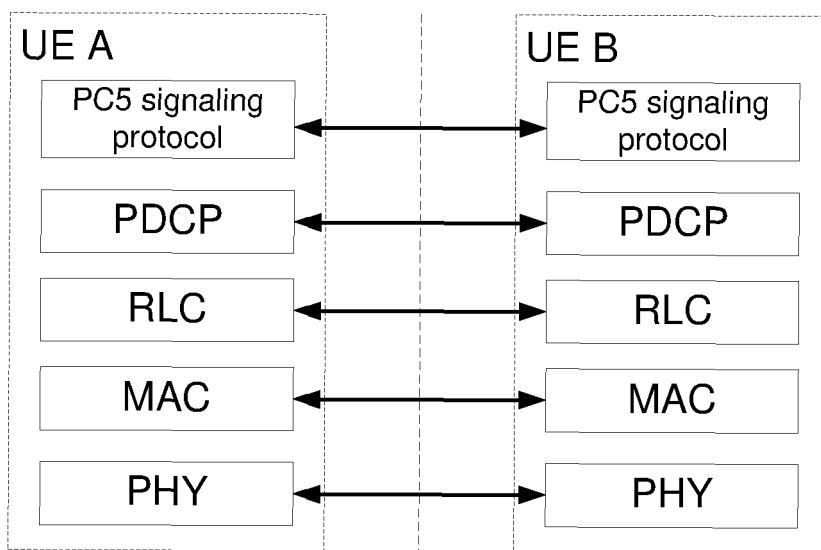 UE A
PC5 signaling
protocol
PDCP
RLC
MAC
PHY
UE B
PC5 signaling
protocol
PDCP
RLC
MAC
PHY